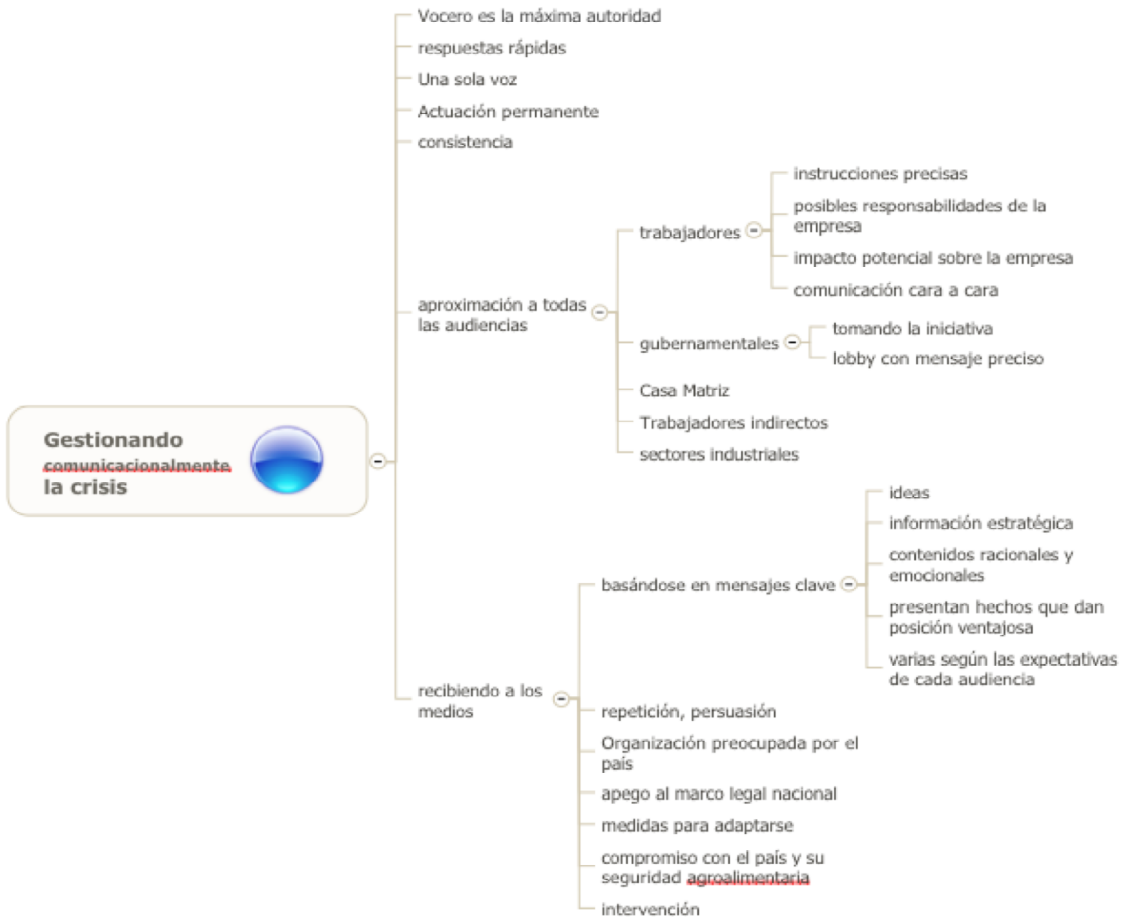 Gestionando
comunicacionalmente
la crisis
Vocero es la máxima autoridad
respuestas rápidas
Una sola voz
Actuación permanente
consistencia
aproximación a todas
las audiencias
trabajadores
instrucciones precisas
posibles responsabilidades de la
empresa
impacto potencial sobre la empresa
comunicación cara a cara
gubernamentales
tomando la iniciativa
lobby con mensaje preciso
Casa Matriz
Trabajadores indirectos
sectores industriales
recibiendo a los
medios
basándose en mensajes clave
ideas
información estratégica
contenidos racionales y
emocionales
presentan hechos que dan
posición ventajosa
varias según las expectativas
de cada audiencia
repetición, persuasión
Organización preocupada por el
país
apego al marco legal nacional
medidas para adaptarse
compromiso con el país y su
seguridad agroalimentaria
intervención